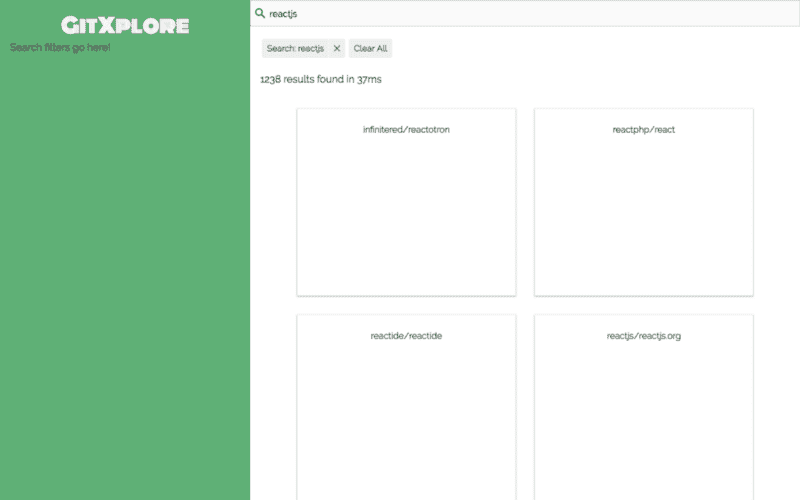 GitXplore
Search filters go here!
reactjs
Search: reactjs ✕ Clear All
1238 results found in 37ms
infinitered/reactotron
reactphp/react
reactide/reactide
reactjs/reactjs.org